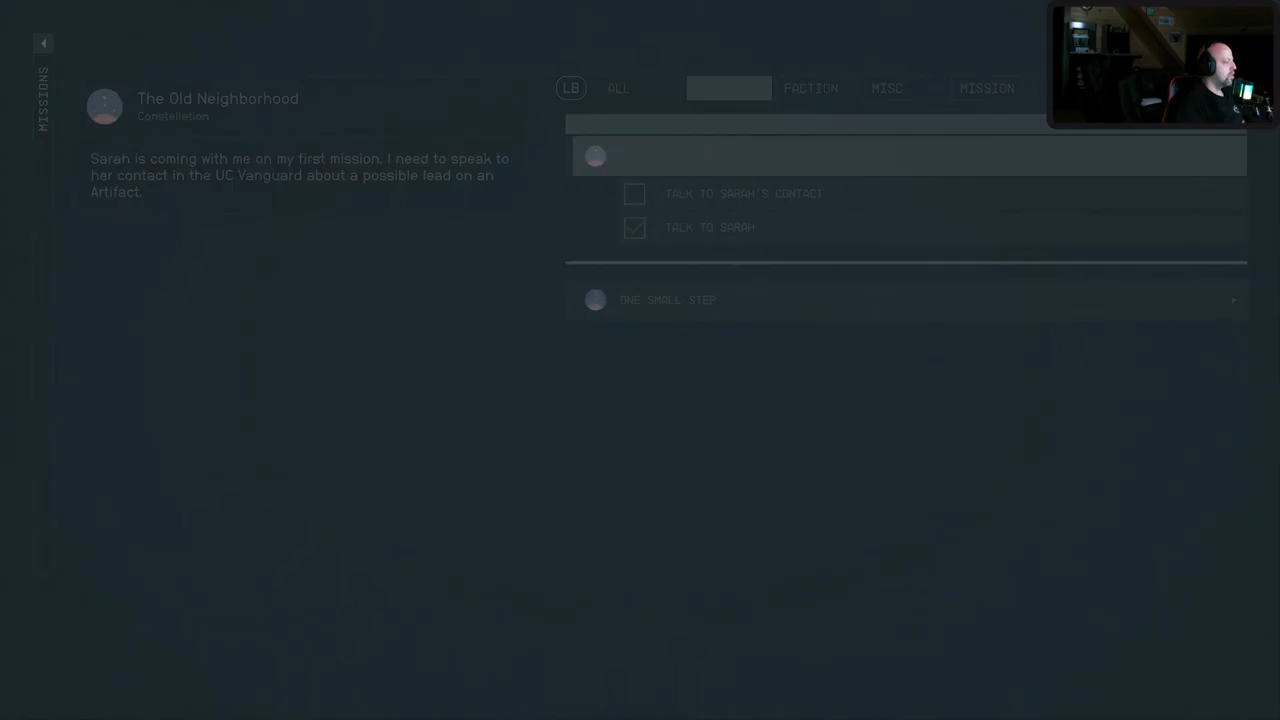 MISSIONS
The Old Neighborhood
Constellation
Sarah is coming with me on my first mission. I need to speak to
her contact in the UC Vanguard about a possible lead on an
Artifact.
LB ALL FACTION MISC MISSION
TALK TO SARAH'S CONTACT
TALK TO SARAH
ONE SMALL STEP